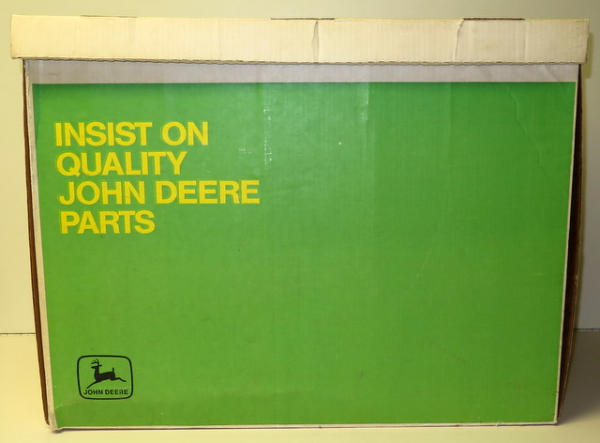 INSIST ON
QUALITY
JOHN DEERE
PARTS
JOHN DEERE